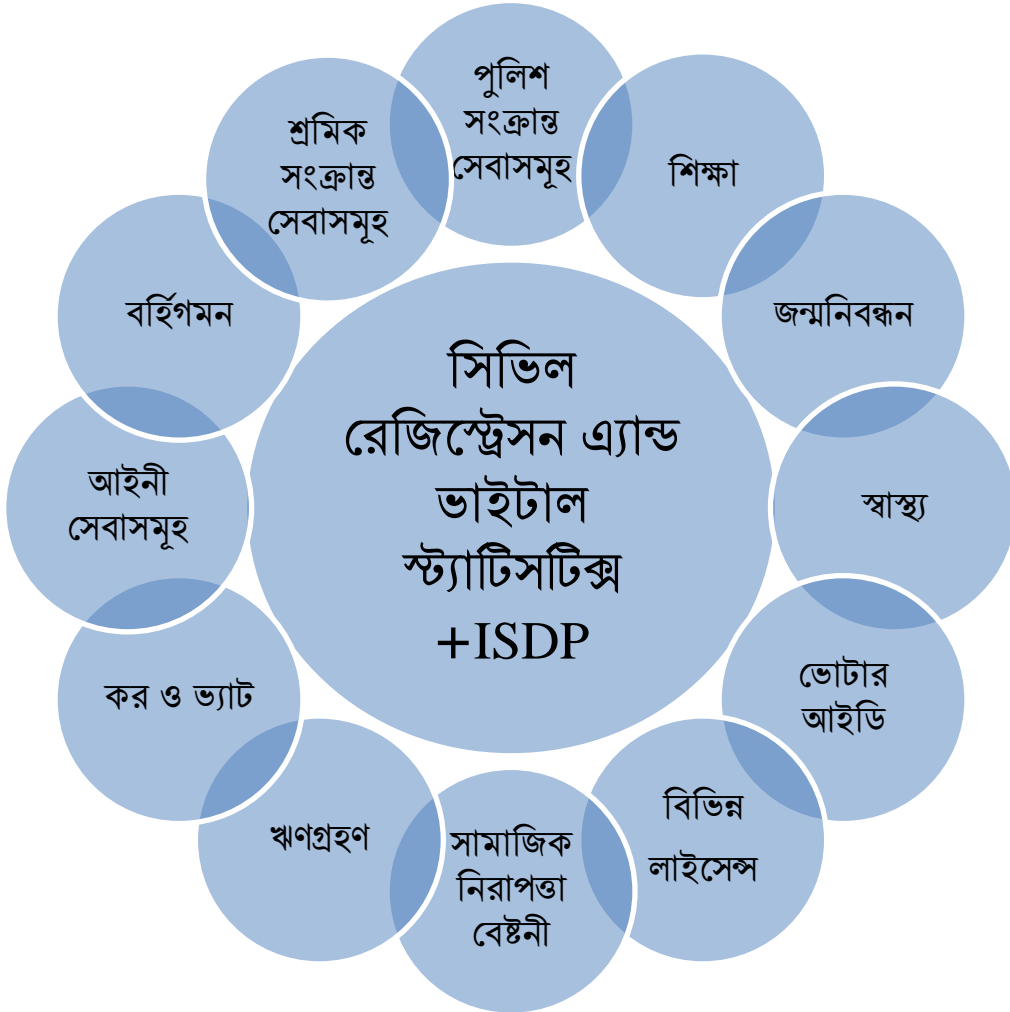 পুলিশ
সংক্রান্ত
সেবাসমূহ
শিক্ষা
জন্মনিবন্ধন
স্বাস্থ্য
ভোটার
আইডি
বিভিন্ন
লাইসেন্স
সামাজিক
নিরাপত্তা
বেষ্টনী
ঋণগ্রহণ
কর ও ভ্যাট
আইনী
সেবাসমূহ
বর্হিগমন
শ্রমিক
সংক্রান্ত
সেবাসমূহ
সিভিল
রেজিস্ট্রেসন এ্যান্ড
ভাইটাল
স্ট্যাটিসটিক্স
+ISDP